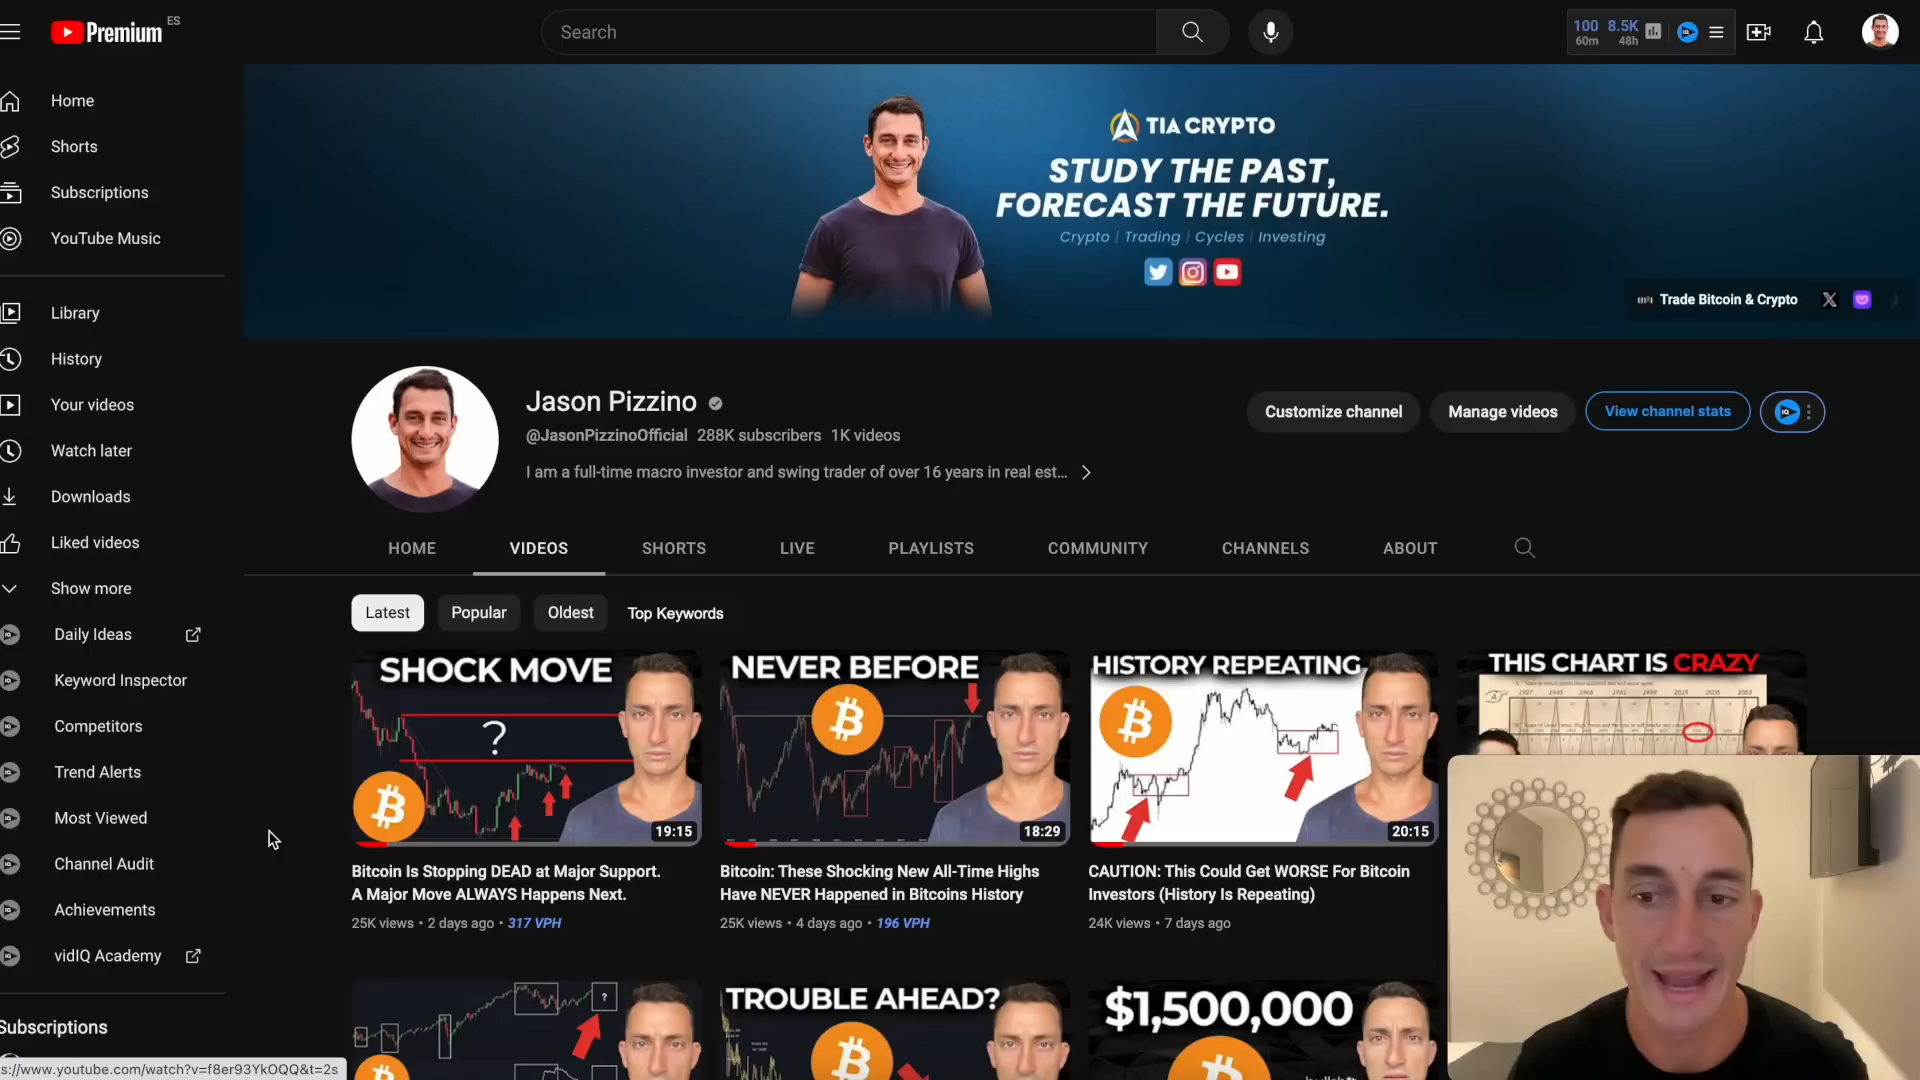 Premium ES
Search
100 8.5K
60m 48h
Home
Shorts
Subscriptions
YouTube Music
Library
History
Your videos
Watch later
Downloads
Liked videos
Show more
Daily Ideas
Keyword Inspector
Competitors
Trend Alerts
Most Viewed
Channel Audit
Achievements
vidIQ Academy
Subscriptions
s://www.youtube.com/watch?v=f8er93YkOQQ&t=2s
TIA CRYPTO
STUDY THE PAST,
FORECAST THE FUTURE.
Crypto | Trading | Cycles | Investing
Trade Bitcoin & Crypto
Jason Pizzino
@JasonPizzinoOfficial 288K subscribers 1K videos
I am a full-time macro investor and swing trader of over 16 years in real est...
Customize channel
Manage videos
View channel stats
HOME VIDEOS SHORTS LIVE PLAYLISTS COMMUNITY CHANNELS ABOUT
Latest Popular Oldest Top Keywords
SHOCK MOVE
?
19:15
Bitcoin Is Stopping DEAD at Major Support.
A Major Move ALWAYS Happens Next.
25K views • 2 days ago • 317 VPH
NEVER BEFORE
18:29
Bitcoin: These Shocking New All-Time Highs
Have NEVER Happened in Bitcoins History
25K views • 4 days ago • 196 VPH
HISTORY REPEATING
20:15
CAUTION: This Could Get WORSE For Bitcoin
Investors (History Is Repeating)
24K views • 7 days ago
THIS CHART IS CRAZY
?
TROUBLE AHEAD?
$1,500,000